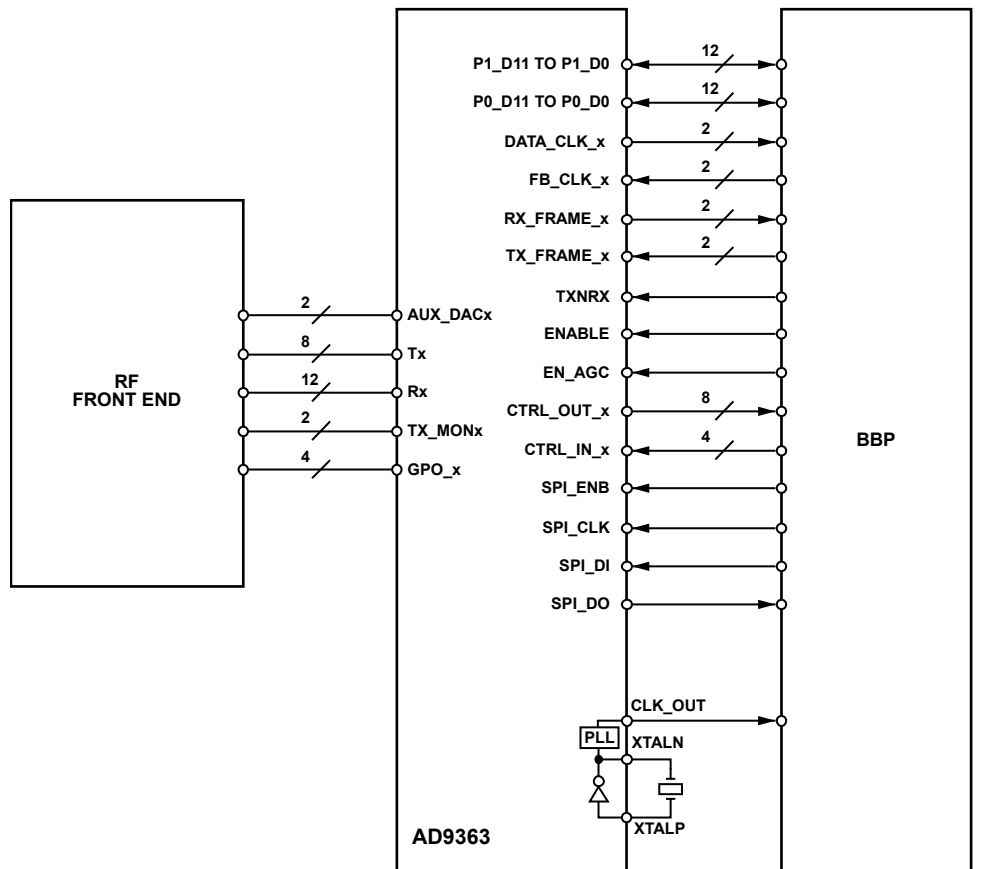 P1_D11 TO P1_D0
12
P0_D11 TO P0_D0
12
DATA_CLK_x
2
FB_CLK_x
2
RX_FRAME_x
2
TX_FRAME_x
2
TXNRX
ENABLE
EN_AGC
CTRL_OUT_x
8
CTRL_IN_x
4
SPI_ENB
SPI_CLK
SPI_DI
SPI_DO
RF
FRONT END
2
AUX_DACx
8
Tx
12
Rx
2
TX_MONx
4
GPO_x
BBP
CLK_OUT
PLL
XTALN
XTALP
AD9363